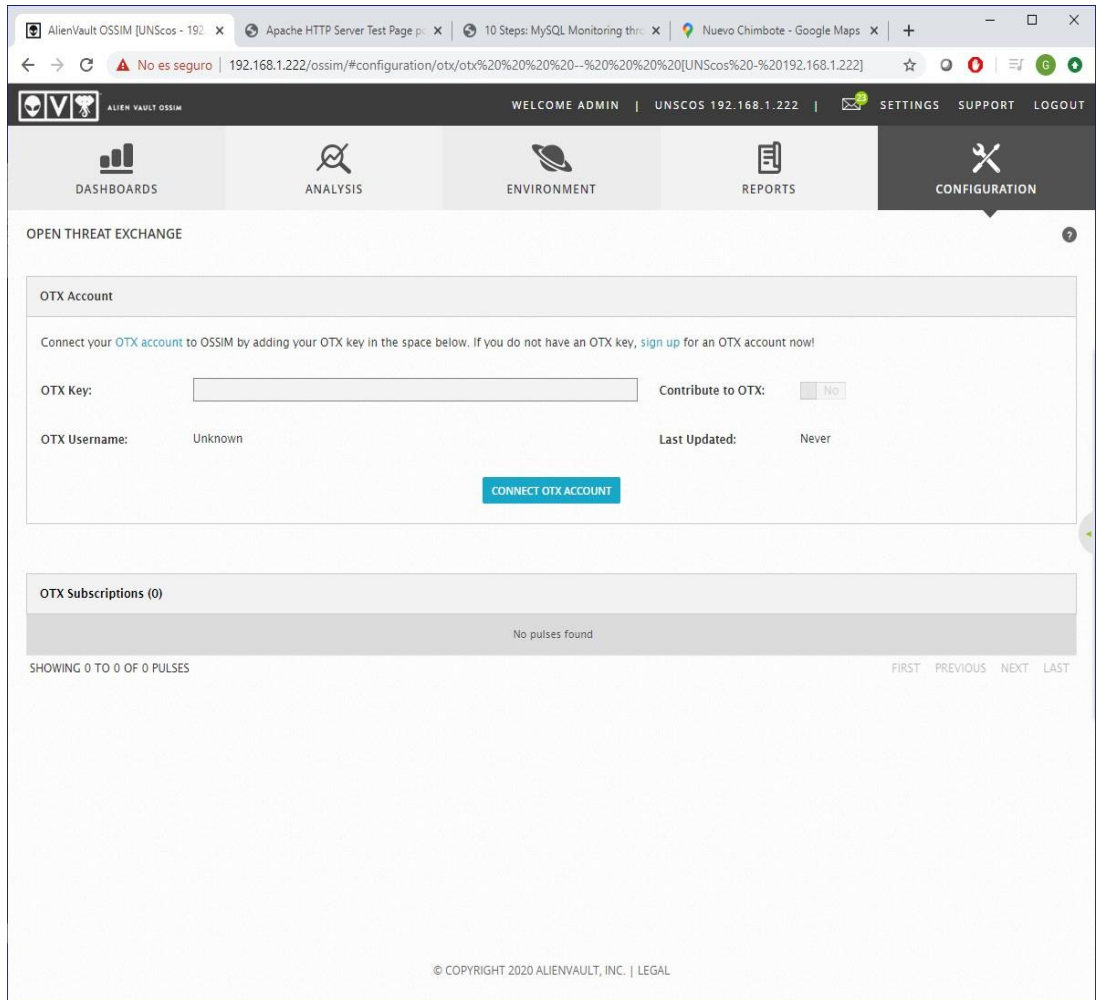 AlienVault OSSIM [UNScos - 192.
Apache HTTP Server Test Page po
10 Steps: MySQL Monitoring thro
Nuevo Chimbote - Google Maps
No es seguro | 192.168.1.222/ossim/#configuration/otx/otx%20%20%20%20--%20%20%20%20[UNScos%20-%20192.168.1.222]
G
ALIEN VAULT OSSIM
WELCOME ADMIN | UNSCOS 192.168.1.222 | 23 SETTINGS SUPPORT LOGOUT
DASHBOARDS ANALYSIS ENVIRONMENT REPORTS CONFIGURATION
OPEN THREAT EXCHANGE ?
OTX Account
Connect your OTX account to OSSIM by adding your OTX key in the space below. If you do not have an OTX key, sign up for an OTX account now!
OTX Key: Contribute to OTX: No
OTX Username: Unknown Last Updated: Never
CONNECT OTX ACCOUNT
OTX Subscriptions (0)
No pulses found
SHOWING 0 TO 0 OF 0 PULSES FIRST PREVIOUS NEXT LAST
© COPYRIGHT 2020 ALIENVAULT, INC. | LEGAL